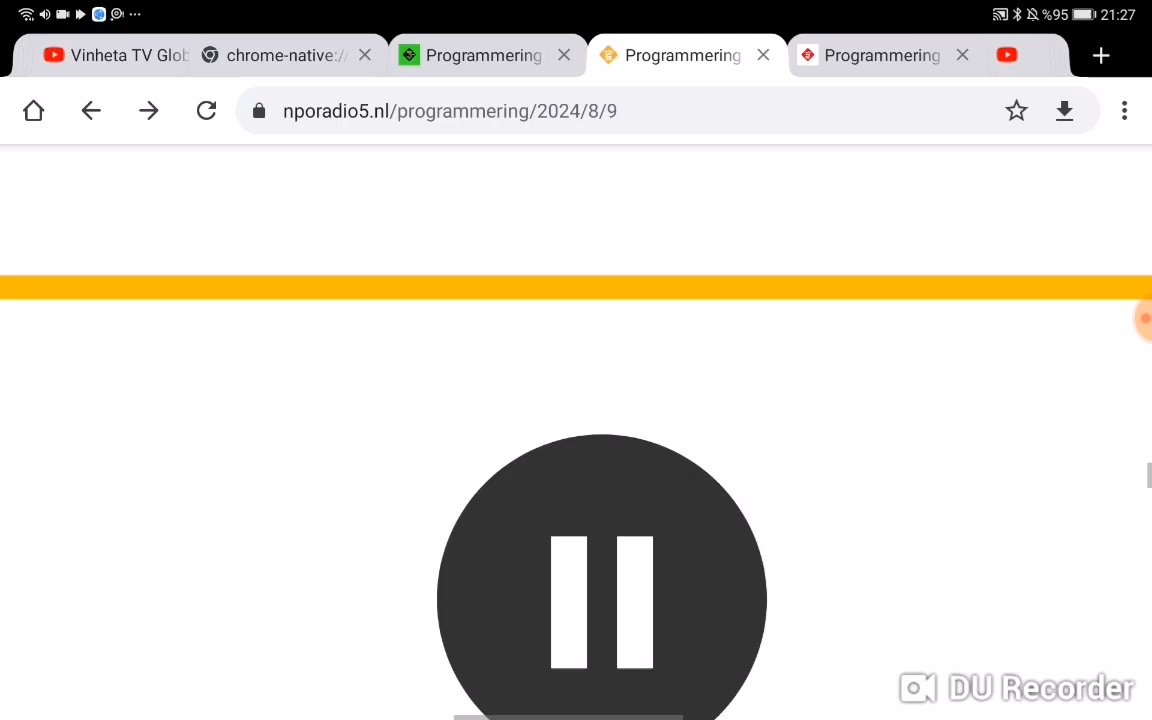 %95 21:27
Vinheta TV Glob chrome-native:// Programmering Programmering Programmering
nporadio5.nl/programmering/2024/8/9
DU Recorder